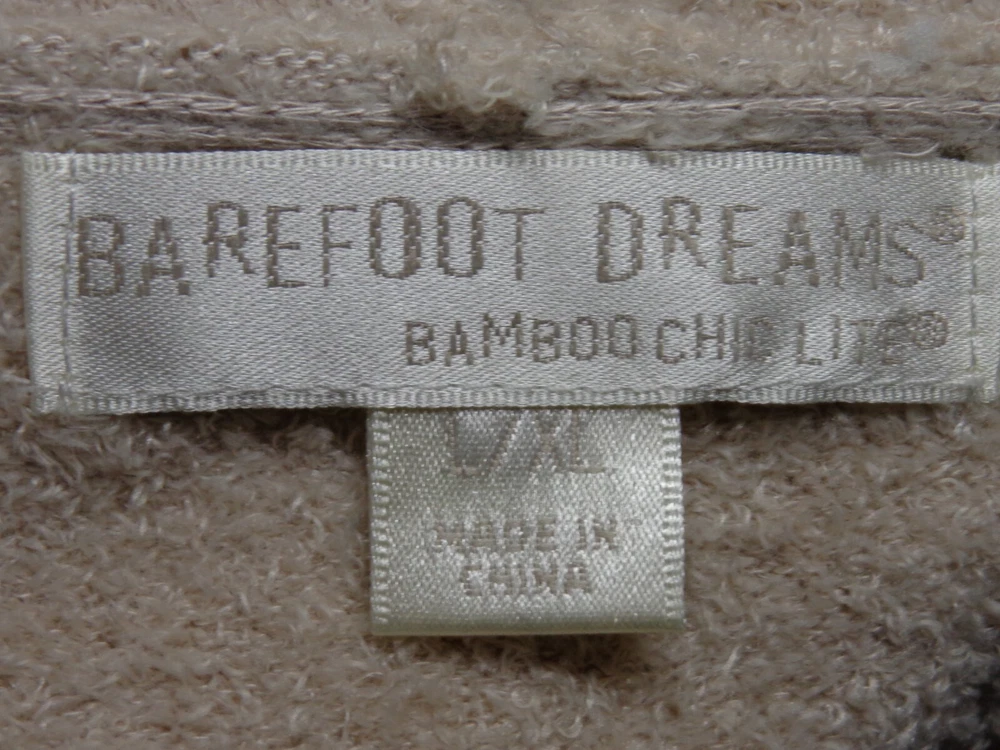 BAREFOOT DREAMS®
BAMBOO CHIC LITE®
L/XL
MADE IN
CHINA